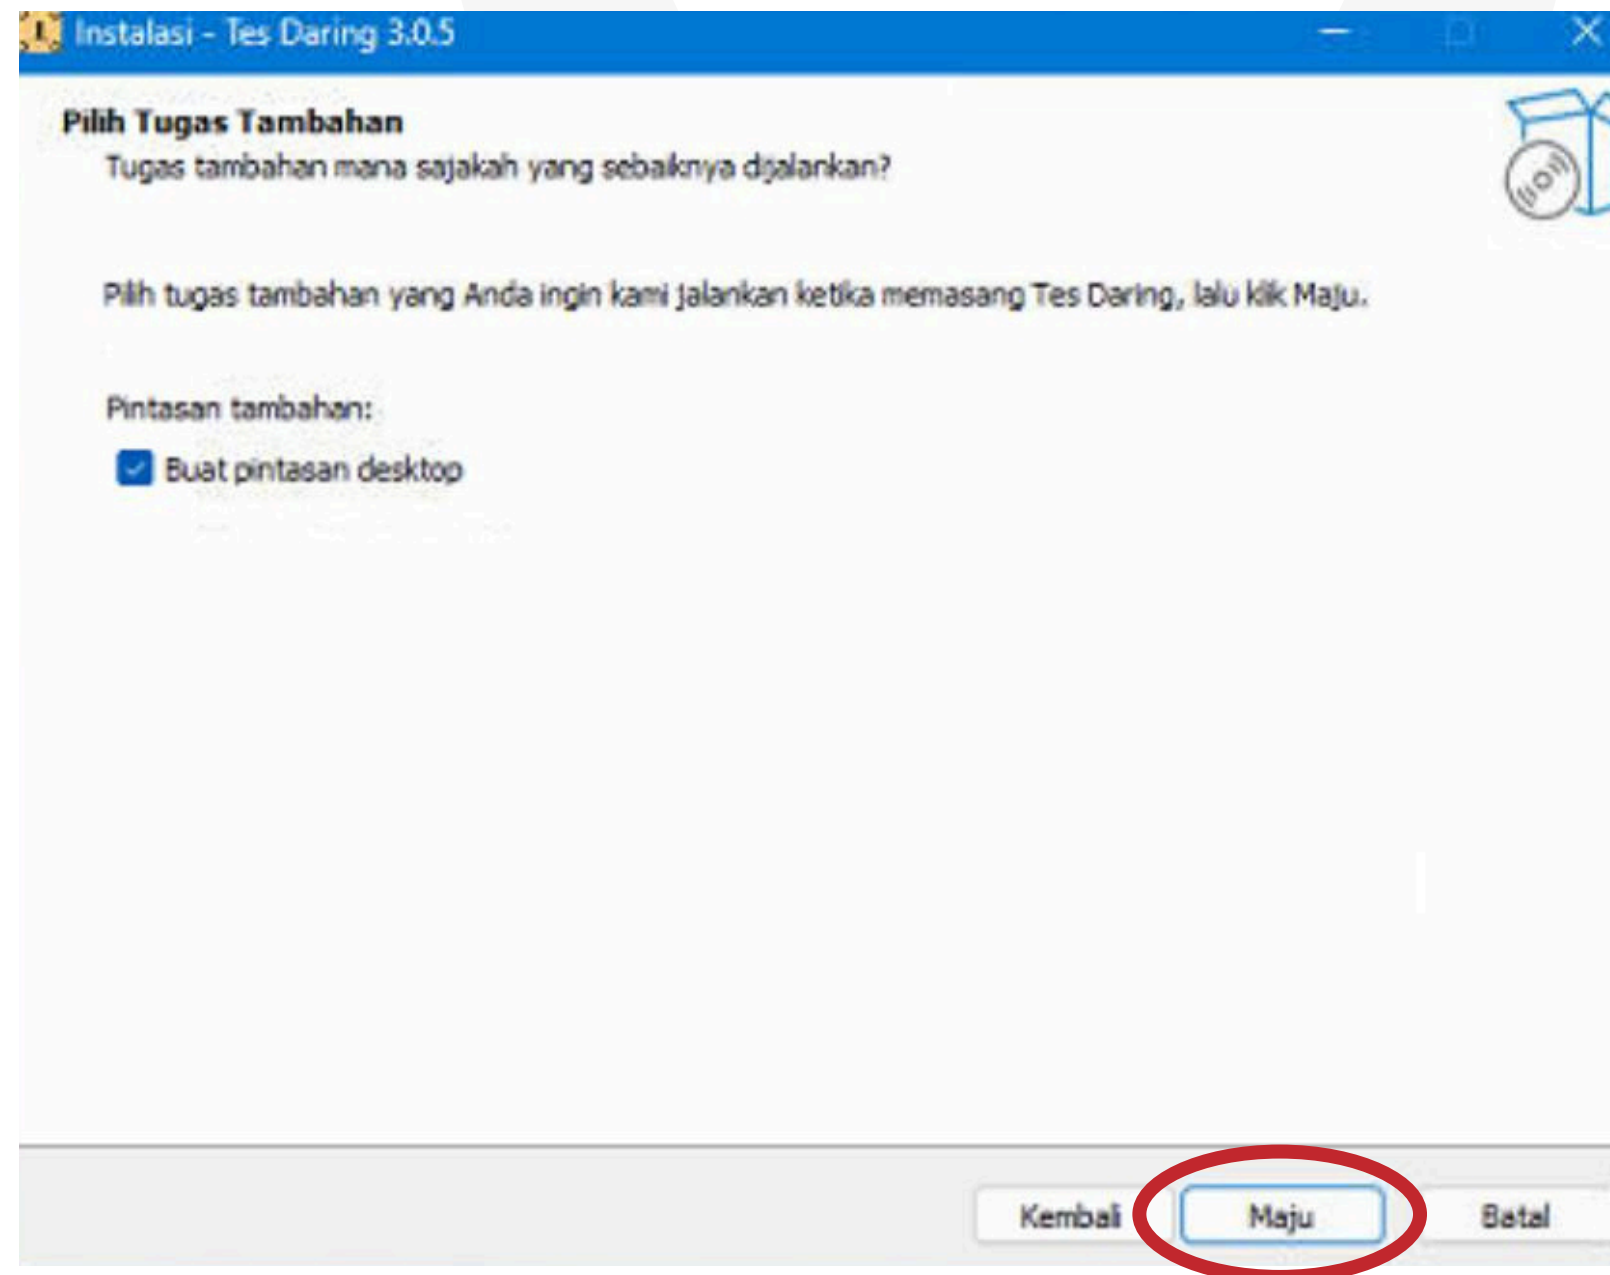 Instalasi - Tes Daring 3.0.5
Pilih Tugas Tambahan
Tugas tambahan mana sajakah yang sebaiknya dijalankan?
Pilih tugas tambahan yang Anda ingin kami jalankan ketika memasang Tes Daring, lalu klik Maju.
Pintasan tambahan:
Buat pintasan desktop
Kembali Maju Batal